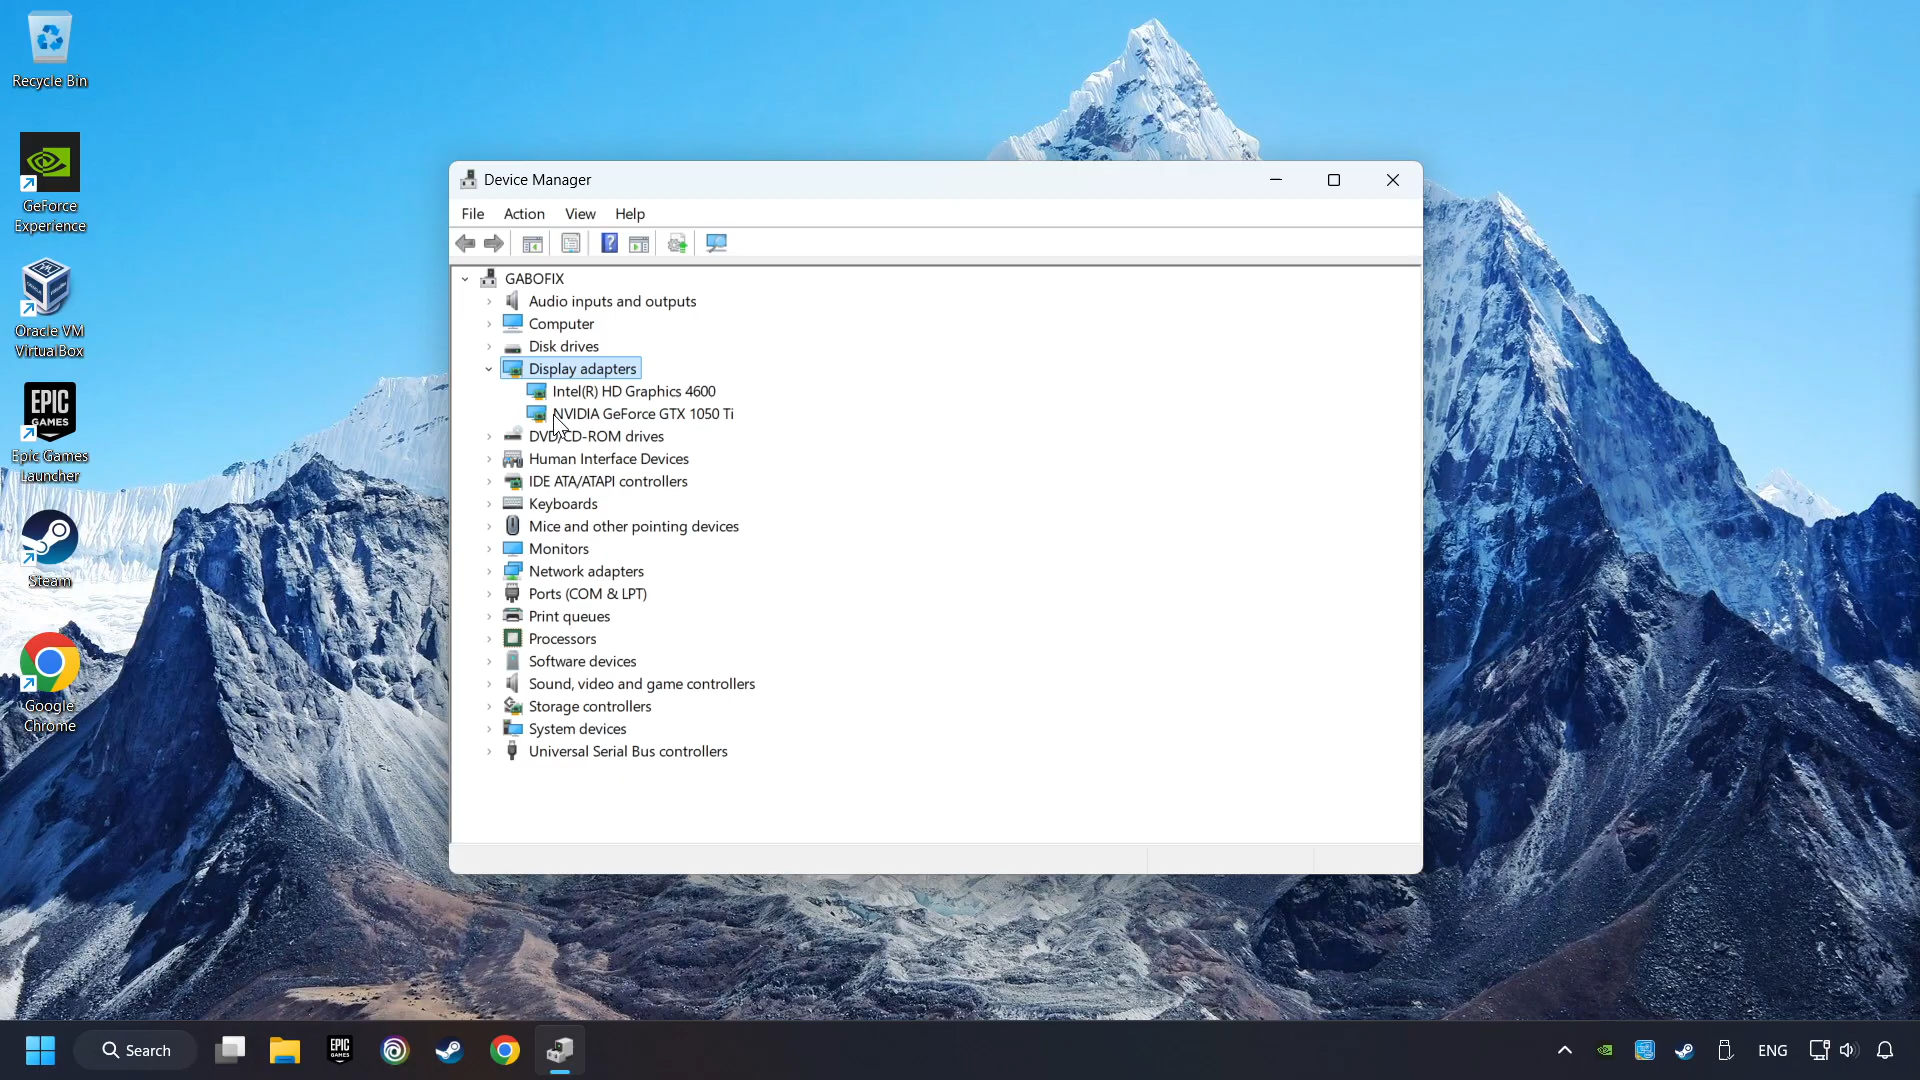 Recycle Bin
GeForce
Experience
Oracle VM
VirtualBox
EPIC
GAMES
Epic Games
Launcher
Steam
Google
Chrome
Device Manager
File Action View Help
GABOFIX
Audio inputs and outputs
Computer
Disk drives
Display adapters
Intel(R) HD Graphics 4600
NVIDIA GeForce GTX 1050 Ti
DVD/CD-ROM drives
Human Interface Devices
IDE ATA/ATAPI controllers
Keyboards
Mice and other pointing devices
Monitors
Network adapters
Ports (COM & LPT)
Print queues
Processors
Software devices
Sound, video and game controllers
Storage controllers
System devices
Universal Serial Bus controllers
Search
EPIC
GAMES
ENG